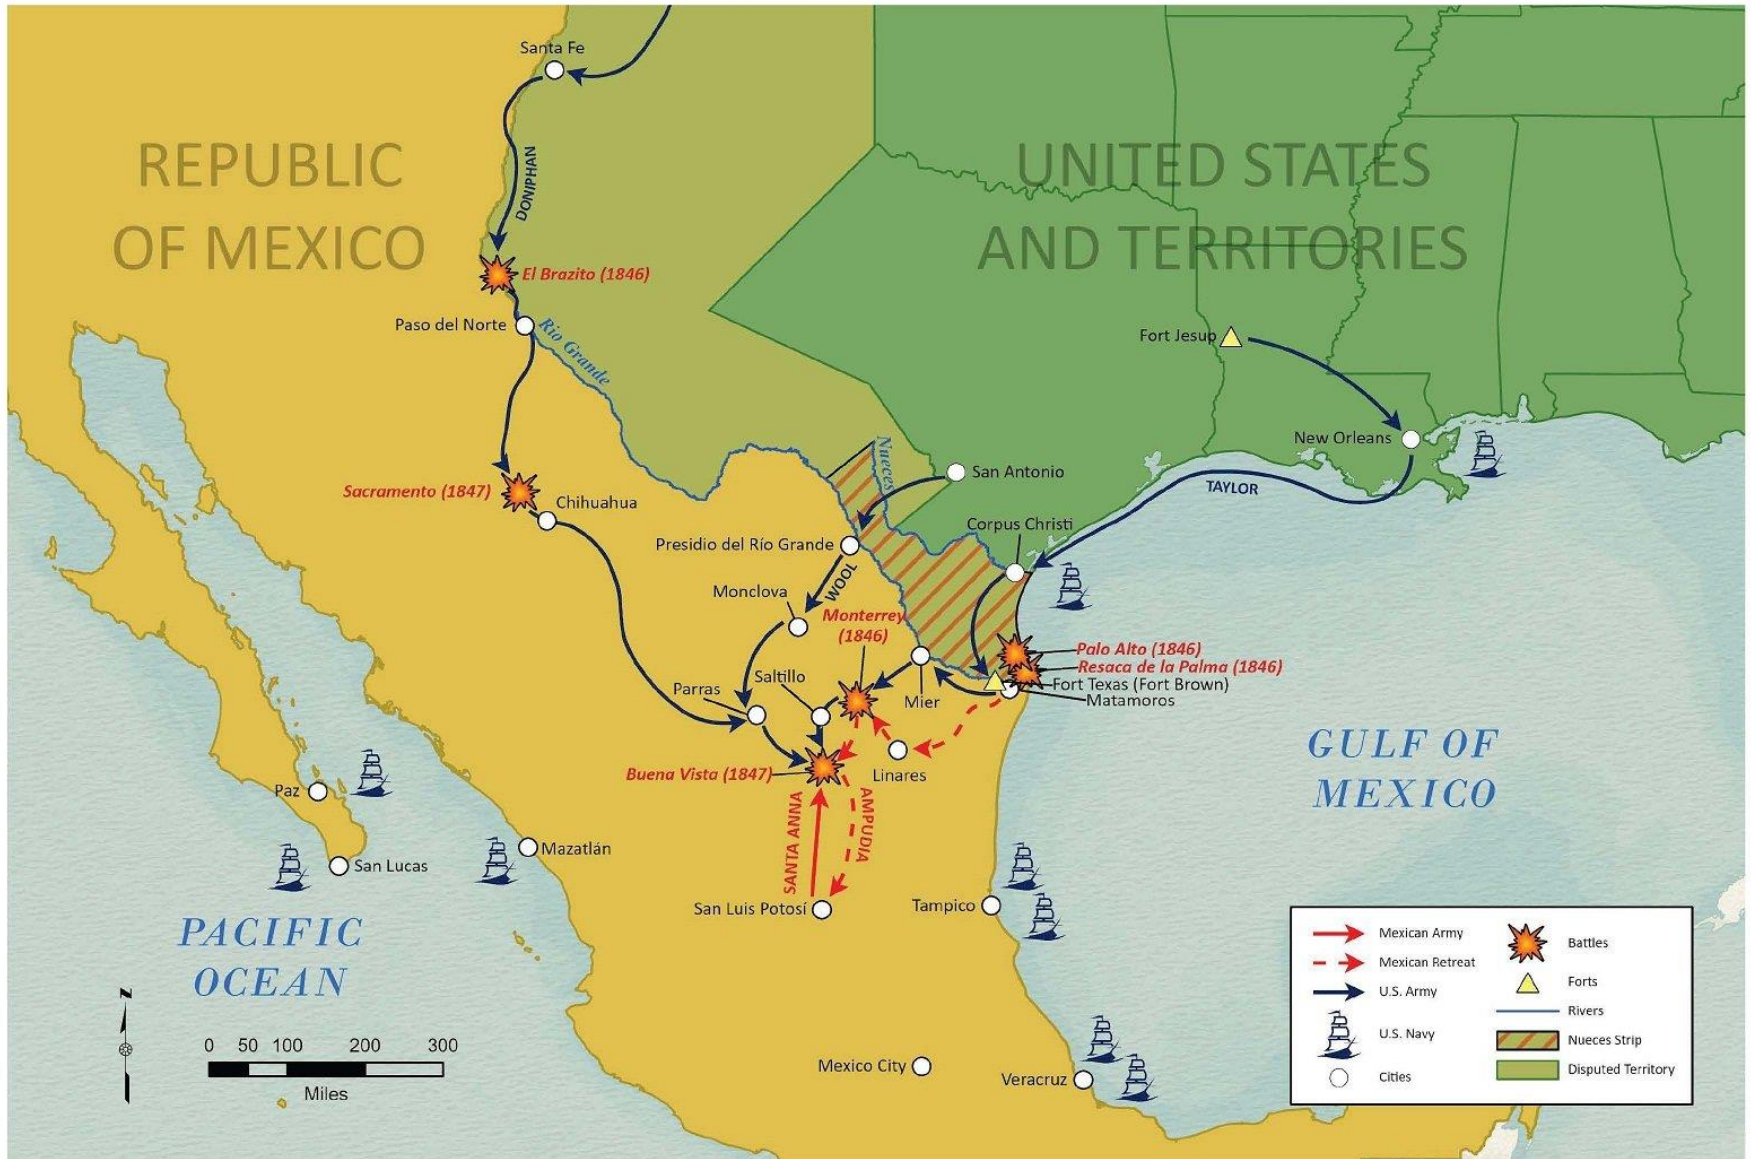 Santa Fe
REPUBLIC
OF MEXICO
UNITED STATES
AND TERRITORIES
DONIPHAN
El Brazito (1846)
Paso del Norte
Rio Grande
Fort Jesup
New Orleans
Nueces
San Antonio
TAYLOR
Sacramento (1847)
Chihuahua
Corpus Christi
Presidio del Río Grande
WOOL
Monclova
Monterrey
(1846)
Palo Alto (1846)
Resaca de la Palma (1846)
Fort Texas (Fort Brown)
Matamoros
Saltillo
Parras
Mier
Linares
Buena Vista (1847)
GULF OF
MEXICO
SANTA ANNA
AMPUDIA
Paz
San Lucas
Mazatlán
San Luis Potosí
Tampico
PACIFIC
OCEAN
N
0 50 100 200 300
Miles
Mexico City
Veracruz
Mexican Army
Mexican Retreat
U.S. Army
U.S. Navy
Cities
Battles
Forts
Rivers
Nueces Strip
Disputed Territory